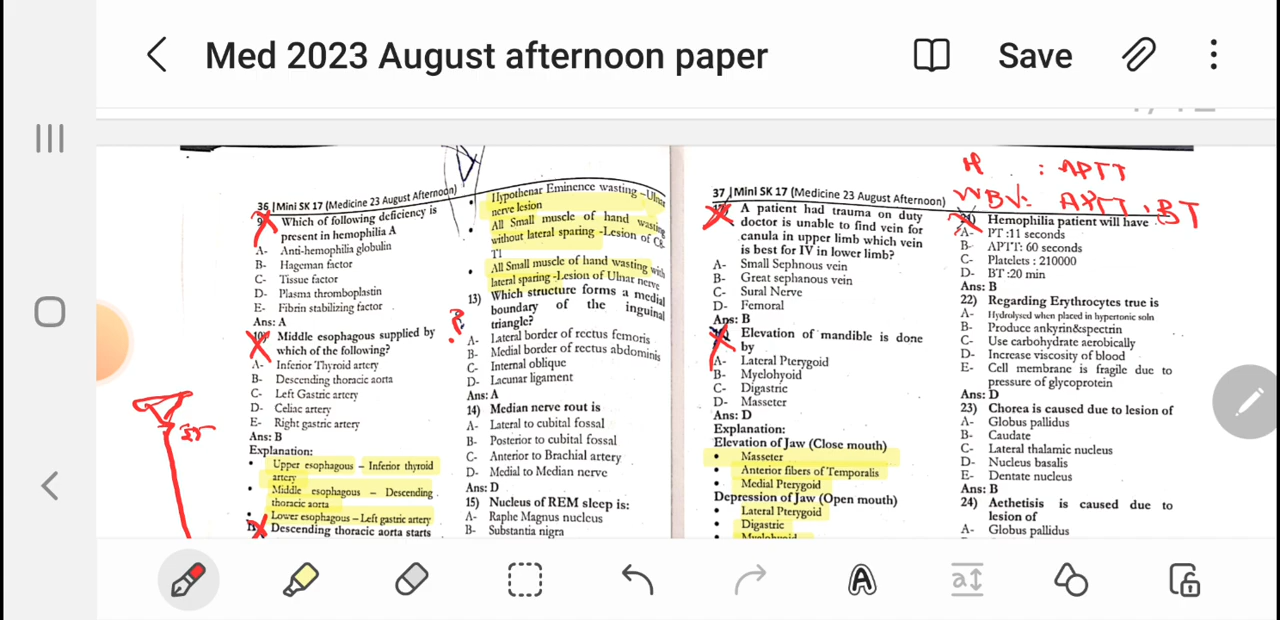 Med 2023 August afternoon paper
Save
36 | Mini SK 17 (Medicine 23 August Afternoon)
Which of following deficiency is
present in hemophilia A
A- Anti-hemophilia globulin
B- Hageman factor
C- Tissue factor
D- Plasma thromboplastin
E- Fibrin stabilizing factor
Ans: A
Middle esophagous supplied by
which of the following?
A- Inferior Thyroid artery
B- Descending thoracic aorta
C- Left Gastric artery
D- Celiac artery
E- Right gastric artery
Ans: B
Explanation:
• Upper esophagous – Inferior thyroid
artery
• Middle esophagous – Descending
thoracic aorta
• Lower esophagous – Left gastric artery
Descending thoracic aorta starts
• Hypothenar Eminence wasting –Ulnar
nerve lesion
• All Small muscle of hand wasting
without lateral sparing -Lesion of C8-
T1
• All Small muscle of hand wasting with
lateral sparing -Lesion of Ulnar nerve
13) Which structure forms a medial
boundary of the inguinal
triangle?
A- Lateral border of rectus femoris
B- Medial border of rectus abdominis
C- Internal oblique
D- Lacunar ligament
Ans: A
14) Median nerve rout is
A- Lateral to cubital fossal
B- Posterior to cubital fossal
C- Anterior to Brachial artery
D- Medial to Median nerve
Ans: D
15) Nucleus of REM sleep is:
A- Raphe Magnus nucleus
B- Substantia nigra
H : APTT
BT
37 | Mini SK 17 (Medicine 23 August Afternoon)
A patient had trauma on duty
doctor is unable to find vein for
canula in upper limb which vein
is best for IV in lower limb?
A- Small Sephnous vein
B- Great sephanous vein
C- Sural Nerve
D- Femoral
Ans: B
Elevation of mandible is done
by
A- Lateral Pterygoid
B- Myelohyoid
C- Digastric
D- Masseter
Ans: D
Explanation:
Elevation of Jaw (Close mouth)
• Masseter
• Anterior fibers of Temporalis
• Medial Pterygoid
Depression of Jaw (Open mouth)
• Lateral Pterygoid
• Digastric
Hemophilia patient will have
A- PT :11 seconds
B- APTT: 60 seconds
C- Platelets : 210000
D- BT :20 min
Ans: B
22) Regarding Erythrocytes true is
A- Hydrolysed when placed in hypertonic soln
B- Produce ankyrin&spectrin
C- Use carbohydrate aerobically
D- Increase viscosity of blood
E- Cell membrane is fragile due to
pressure of glycoprotein
Ans: D
23) Chorea is caused due to lesion of
A- Globus pallidus
B- Caudate
C- Lateral thalamic nucleus
D- Nucleus basalis
E- Dentate nucleus
Ans: B
24) Aethetisis is caused due to
lesion of
A- Globus pallidus